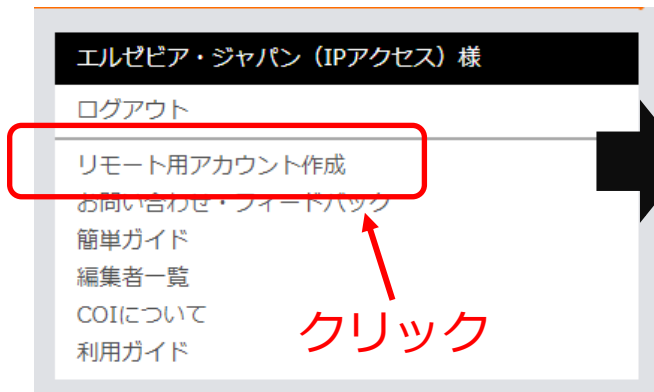 エルゼビア・ジャパン（IPアクセス）様
ログアウト
リモート用アカウント作成
お問い合わせ・フィードバック
簡単ガイド
編集者一覧
COIについて
利用ガイド
クリック